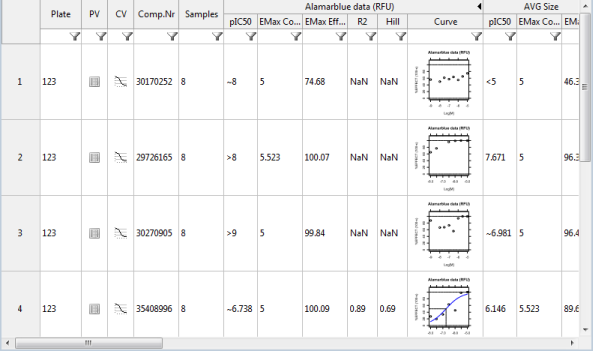 Alamarblue data (RFU) AVG Size
Plate PV CV Comp.Nr Samples pIC50 EMax Co... EMax Eff... R2 Hill Curve pIC50 EMax Co... EMa
Alamarblue data (RFU)
1 123 30170252 8 ~8 5 74.68 NaN NaN <5 5 46.3
Log(M)
Alamarblue data (RFU)
2 123 29726165 8 >8 5.523 100.07 NaN NaN 7.671 5 96.3
Log(M)
Alamarblue data (RFU)
3 123 30270905 8 >9 5 99.84 NaN NaN ~6.981 5 96.4
Log(M)
Alamarblue data (RFU)
4 123 35408996 8 ~6.738 5 100.09 0.89 0.69 6.146 5.523 89.6